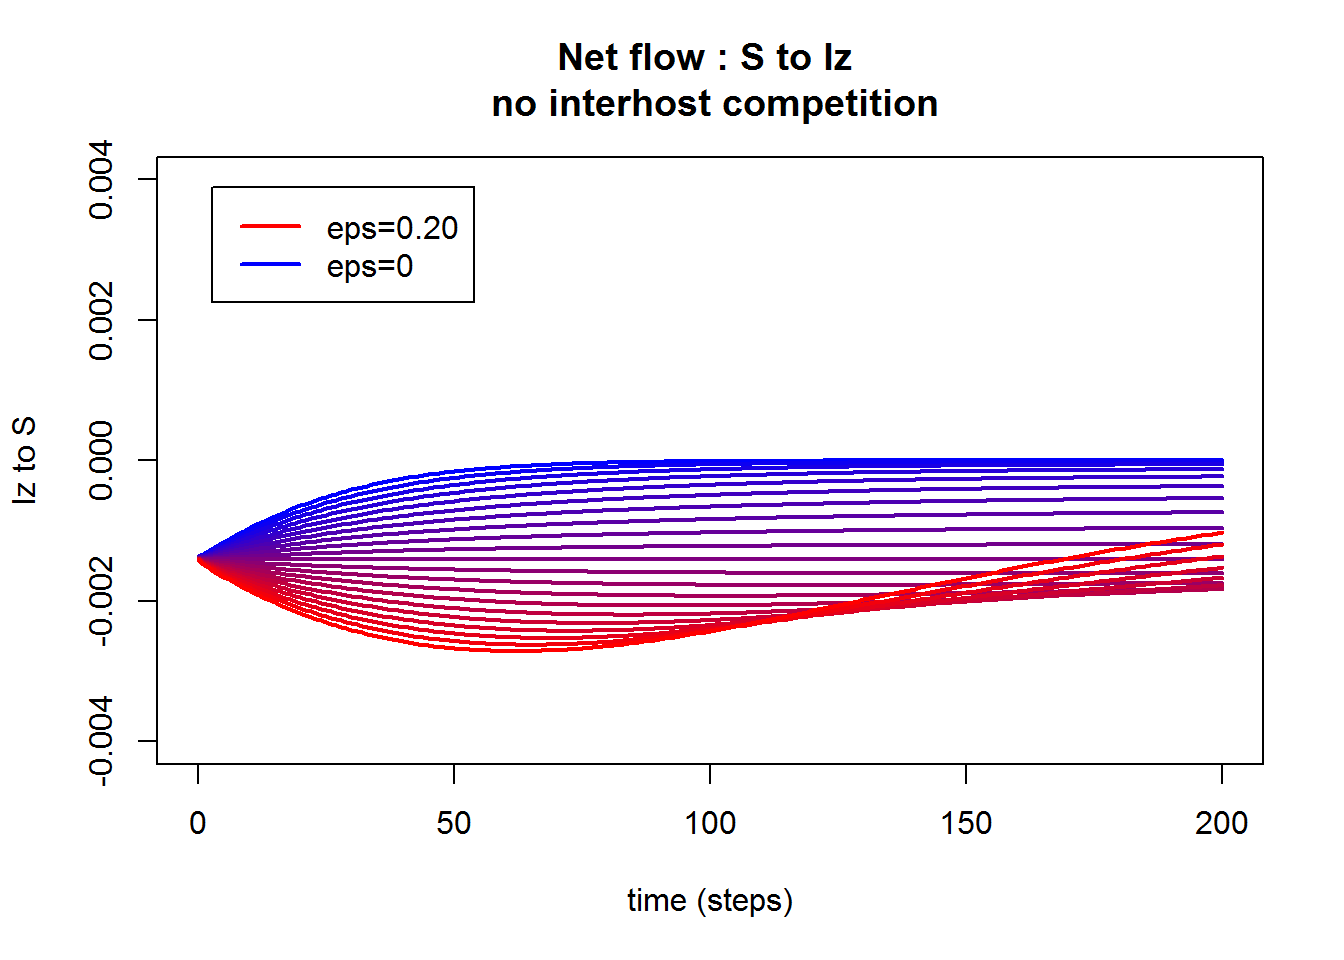 Net flow : S to Iz
no interhost competition
eps=0.20
eps=0
0.004
0.002
0.000
-0.002
-0.004
Iz to S
0
50
100
150
200
time (steps)